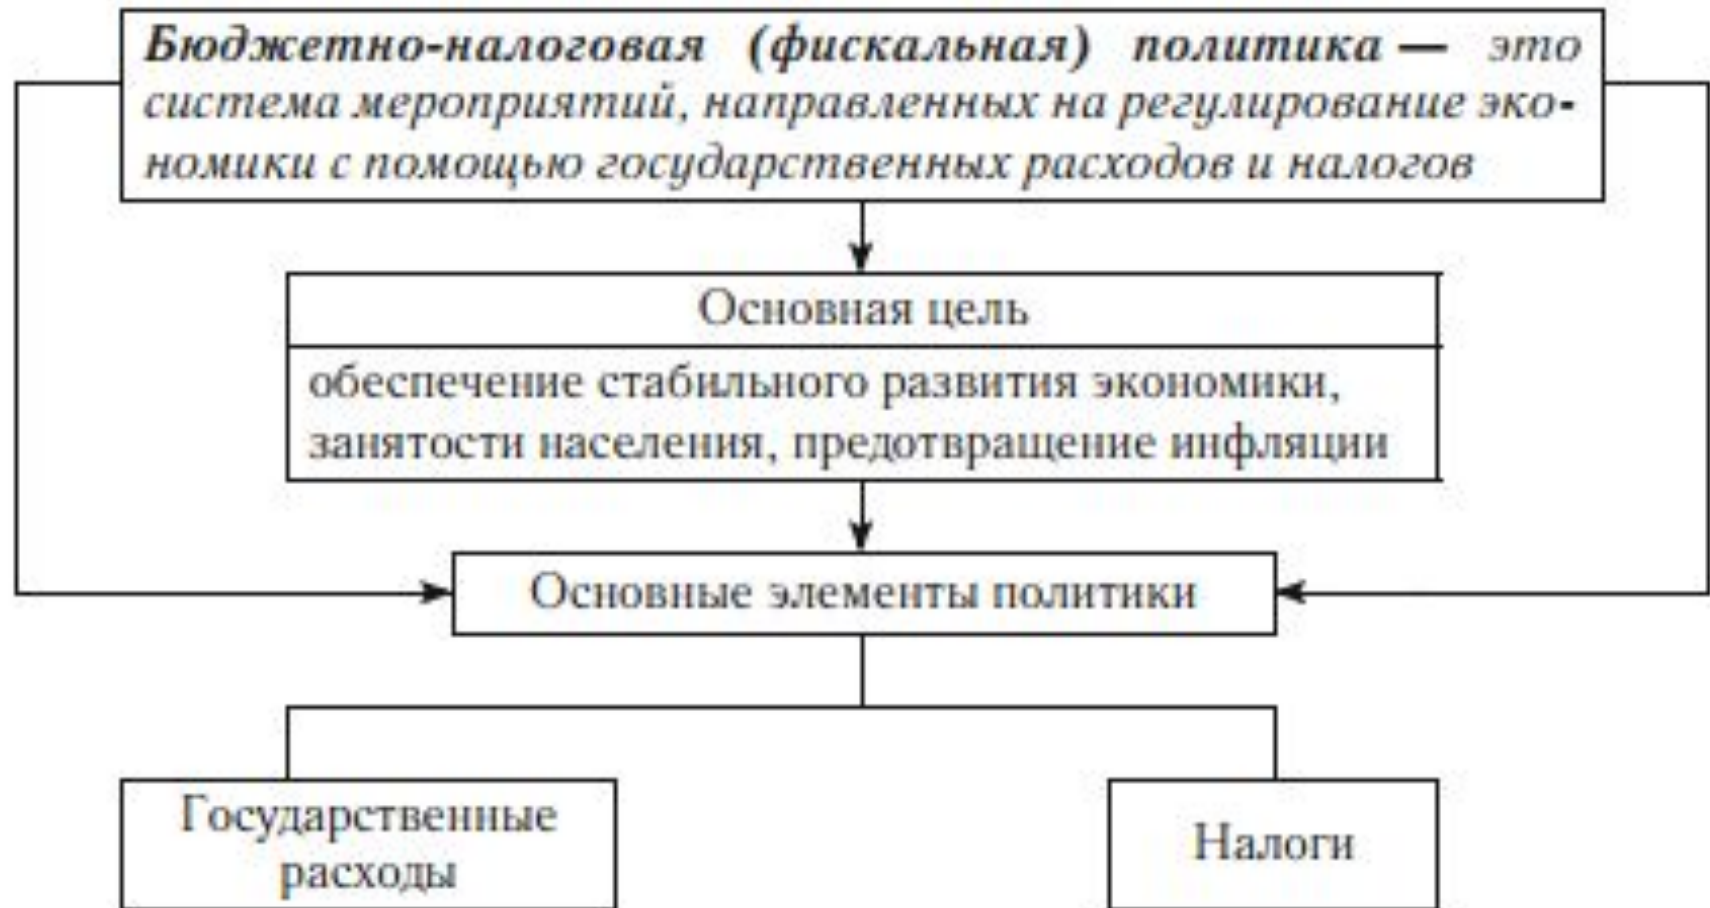 Бюджетно-налоговая (фискальная) политика — это
система мероприятий, направленных на регулирование эко-
номики с помощью государственных расходов и налогов
Основная цель
обеспечение стабильного развития экономики,
занятости населения, предотвращение инфляции
Основные элементы политики
Государственные
расходы
Налоги